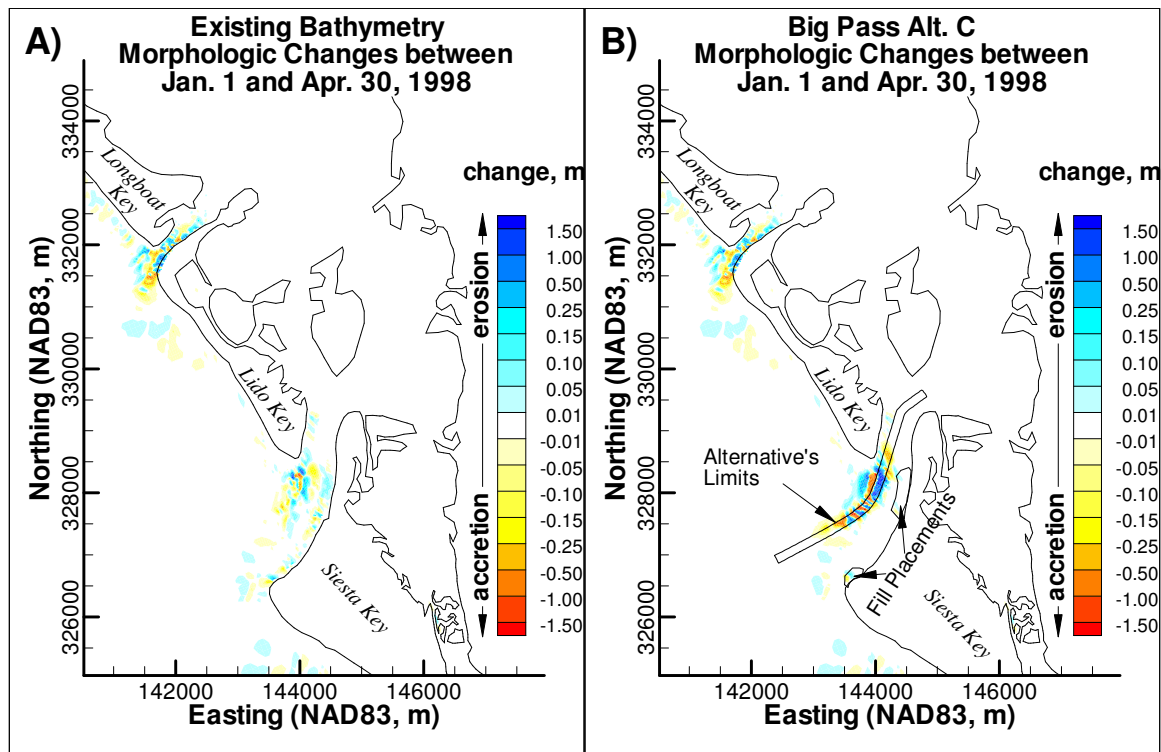 A)
Existing Bathymetry
Morphologic Changes between
Jan. 1 and Apr. 30, 1998
Northing (NAD83, m)
334000
332000
330000
328000
326000
Longboat
Key
Lido Key
Siesta Key
change, m
erosion
accretion
1.50
1.00
0.50
0.25
0.15
0.10
0.05
0.01
-0.01
-0.05
-0.10
-0.15
-0.25
-0.50
-1.00
-1.50
142000
144000
146000
Easting (NAD83, m)
B)
Big Pass Alt. C
Morphologic Changes between
Jan. 1 and Apr. 30, 1998
Northing (NAD83, m)
334000
332000
330000
328000
326000
Longboat
Key
Lido Key
Alternative's
Limits
Fill Placements
Siesta Key
change, m
erosion
accretion
1.50
1.00
0.50
0.25
0.15
0.10
0.05
0.01
-0.01
-0.05
-0.10
-0.15
-0.25
-0.50
-1.00
-1.50
142000
144000
146000
Easting (NAD83, m)